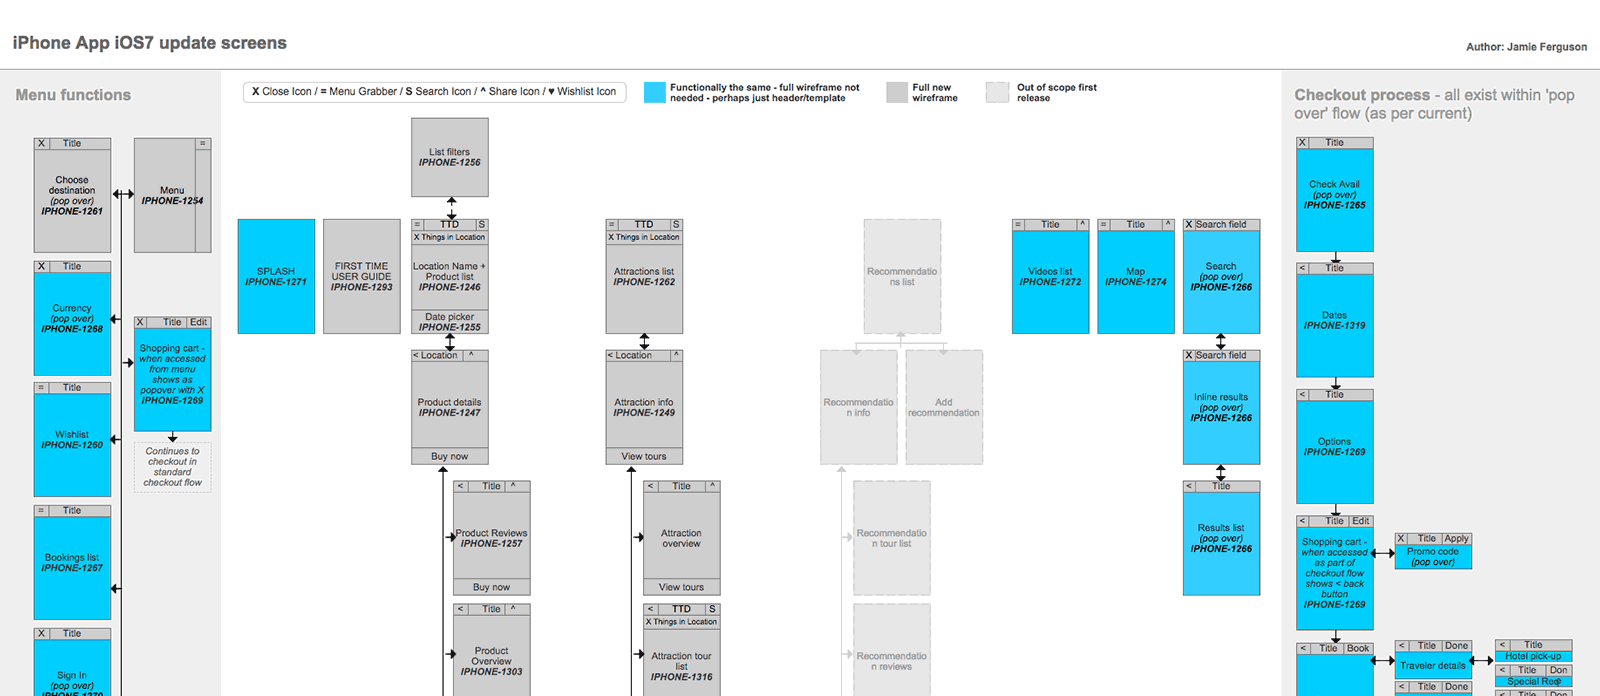 iPhone App iOS7 update screens
Author: Jamie Ferguson
Menu functions
X Close Icon / = Menu Grabber / S Search Icon / ^ Share Icon / ♥ Wishlist Icon
Functionally the same - full wireframe not
needed - perhaps just header/template
Full new
wireframe
Out of scope first
release
Checkout process - all exist within 'pop
over' flow (as per current)
X Title
Choose
destination
(pop over)
IPHONE-1261
=
Menu
IPHONE-1254
X Title
Currency
(pop over)
IPHONE-1268
X Title Edit
Shopping cart -
when accessed
from menu
shows as
popover with X
IPHONE-1269
Continues to
checkout in
standard
checkout flow
= Title
Wishlist
IPHONE-1260
= Title
Bookings list
IPHONE-1267
X Title
Sign In
(pop over)
SPLASH
IPHONE-1271
FIRST TIME
USER GUIDE
IPHONE-1293
List filters
IPHONE-1256
= TTD S
X Things in Location
Location Name +
Product list
IPHONE-1246
Date picker
IPHONE-1255
< Location ^
Product details
IPHONE-1247
Buy now
< Title ^
Product Reviews
IPHONE-1257
Buy now
< Title ^
Product
Overview
IPHONE-1303
= TTD S
X Things in Location
Attractions list
IPHONE-1262
< Location ^
Attraction info
IPHONE-1249
View tours
< Title ^
Attraction
overview
View tours
< TTD S
X Things in Location
Attraction tour
list
IPHONE-1316
Recommendatio
ns list
Recommendatio
n info
Add
recommendation
Recommendatio
n tour list
Recommendatio
n reviews
= Title ^
Videos list
IPHONE-1272
= Title ^
Map
IPHONE-1274
X Search field
Search
(pop over)
IPHONE-1266
X Search field
Inline results
(pop over)
IPHONE-1266
< Title
Results list
(pop over)
IPHONE-1266
X Title
Check Avail
(pop over)
IPHONE-1265
< Title
Dates
IPHONE-1319
< Title
Options
IPHONE-1269
< Title Edit
Shopping cart -
when accessed
as part of
checkout flow
shows < back
button
IPHONE-1269
X Title Apply
Promo code
(pop over)
< Title Book
< Title Done
Traveler details
< Title Done
< Title
Hotel pick-up
< Title Don
Special Req
< Title Don